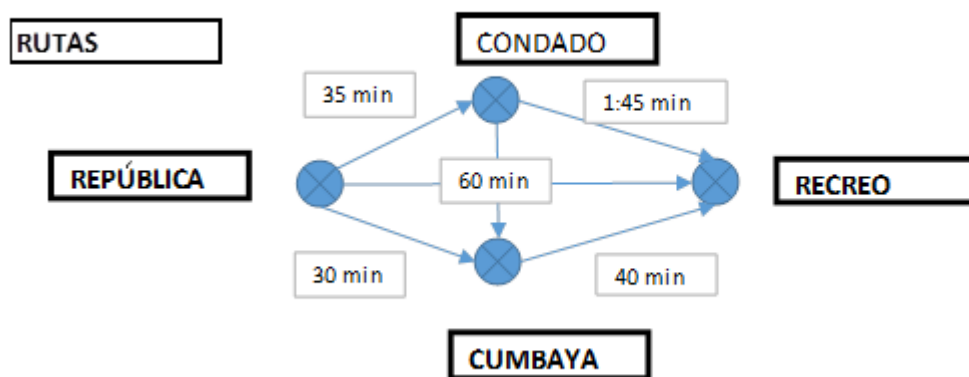 RUTAS
CONDADO
35 min
1:45 min
REPÚBLICA
60 min
RECREO
30 min
40 min
CUMBAYA